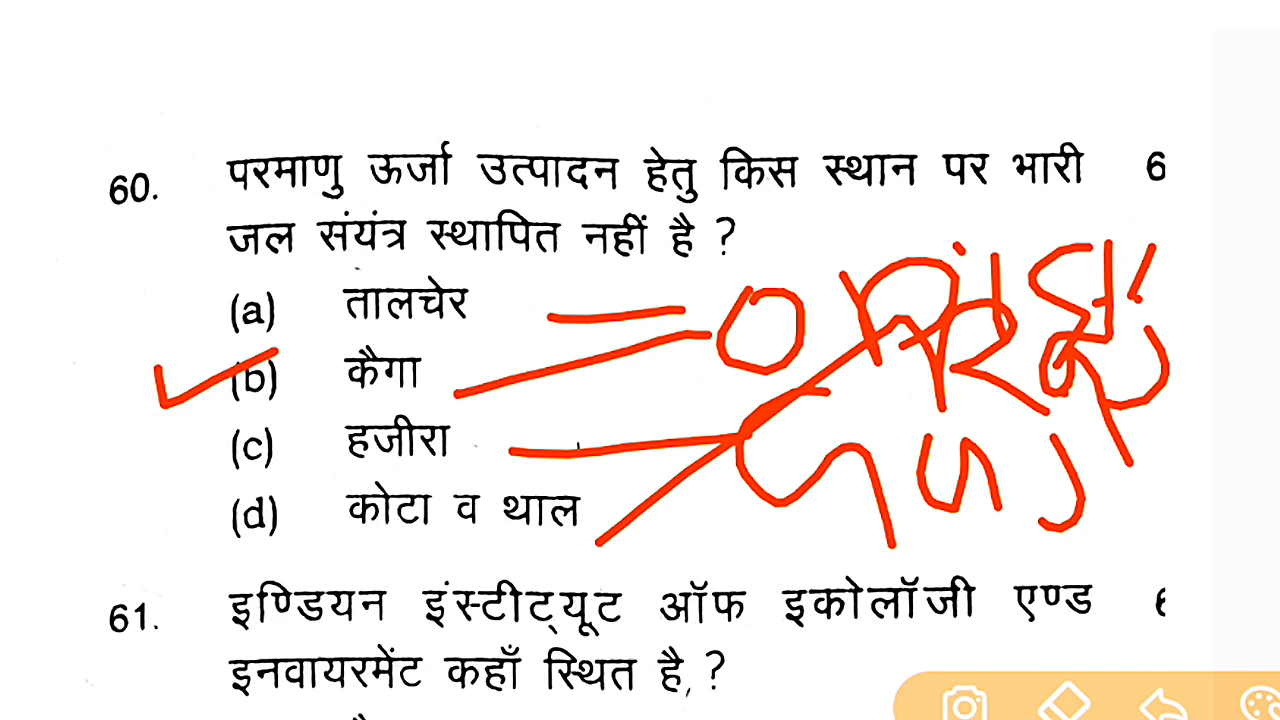 60. परमाणु ऊर्जा उत्पादन हेतु किस स्थान पर भारी 6
जल संयंत्र स्थापित नहीं है ?
(a) तालचेर
(b) कैगा
(c) हजीरा
(d) कोटा व थाल
61. इण्डियन इंस्टीट्यूट ऑफ इकोलॉजी एण्ड
इनवायरमेंट कहाँ स्थित है, ?